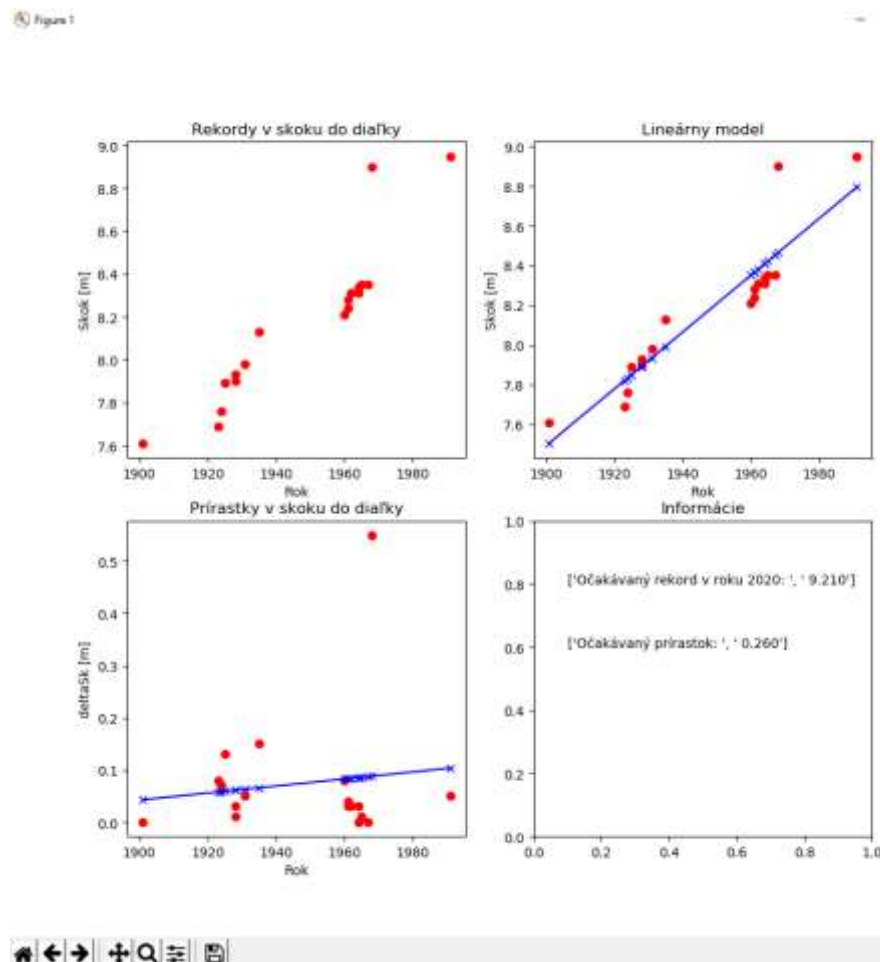 Figure 1
Rekordy v skoku do diaľky
9.0
8.8
8.6
8.4
8.2
8.0
7.8
7.6
Skok [m]
1900 1920 1940 1960 1980
Rok
Lineárny model
9.0
8.8
8.6
8.4
8.2
8.0
7.8
7.6
Skok [m]
1900 1920 1940 1960 1980
Rok
Prírastky v skoku do diaľky
0.5
0.4
0.3
0.2
0.1
0.0
deltaSk [m]
1900 1920 1940 1960 1980
Rok
Informácie
1.0
0.8
0.6
0.4
0.2
0.0
['Očakávaný rekord v roku 2020: ', ' 9.210']
['Očakávaný prírastok: ', ' 0.260']
0.0 0.2 0.4 0.6 0.8 1.0